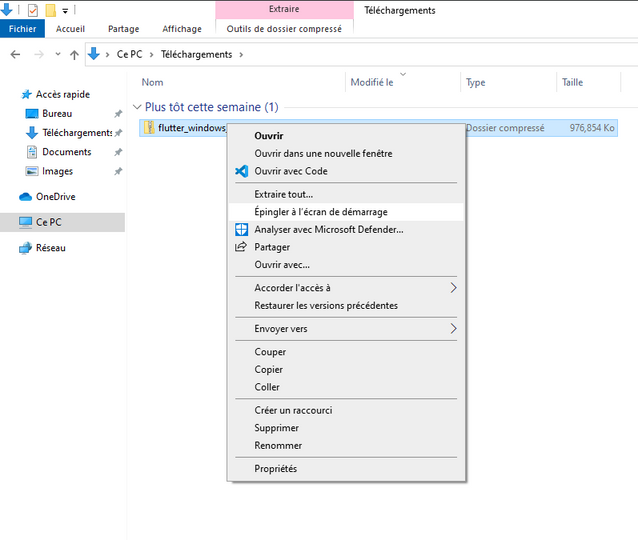 Extraire
Téléchargements
Fichier Accueil Partage Affichage Outils de dossier compressé
Ce PC Téléchargements
Nom Modifié le Type Taille
Accès rapide
Bureau
Téléchargements
Documents
Images
OneDrive
Ce PC
Réseau
Plus tôt cette semaine (1)
flutter_windows_ Dossier compressé 976,854 Ko
Ouvrir
Ouvrir dans une nouvelle fenêtre
Ouvrir avec Code
Extraire tout...
Épingler à l'écran de démarrage
Analyser avec Microsoft Defender...
Partager
Ouvrir avec...
Accorder l'accès à
Restaurer les versions précédentes
Envoyer vers
Couper
Copier
Coller
Créer un raccourci
Supprimer
Renommer
Propriétés